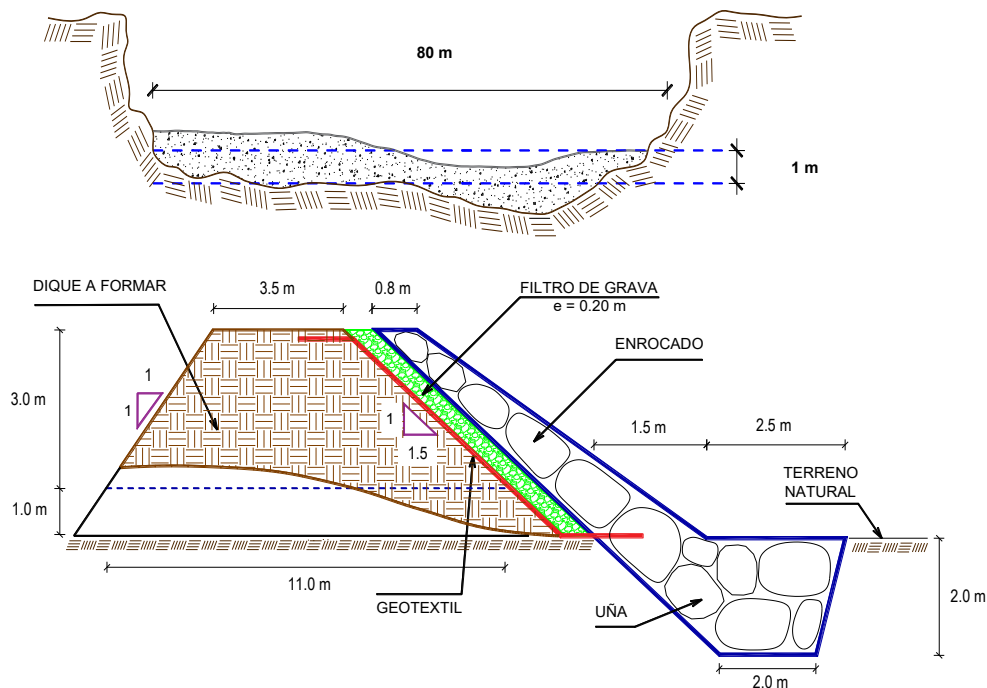 80 m
1 m
DIQUE A FORMAR
3.5 m
0.8 m
FILTRO DE GRAVA
e = 0.20 m
ENROCADO
3.0 m
1
1
1
1.5
1.5 m
2.5 m
TERRENO
NATURAL
1.0 m
11.0 m
GEOTEXTIL
UÑA
2.0 m
2.0 m